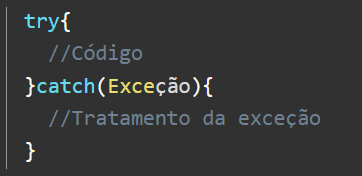 try{
//Código
}catch(Exceção){
//Tratamento da exceção
}